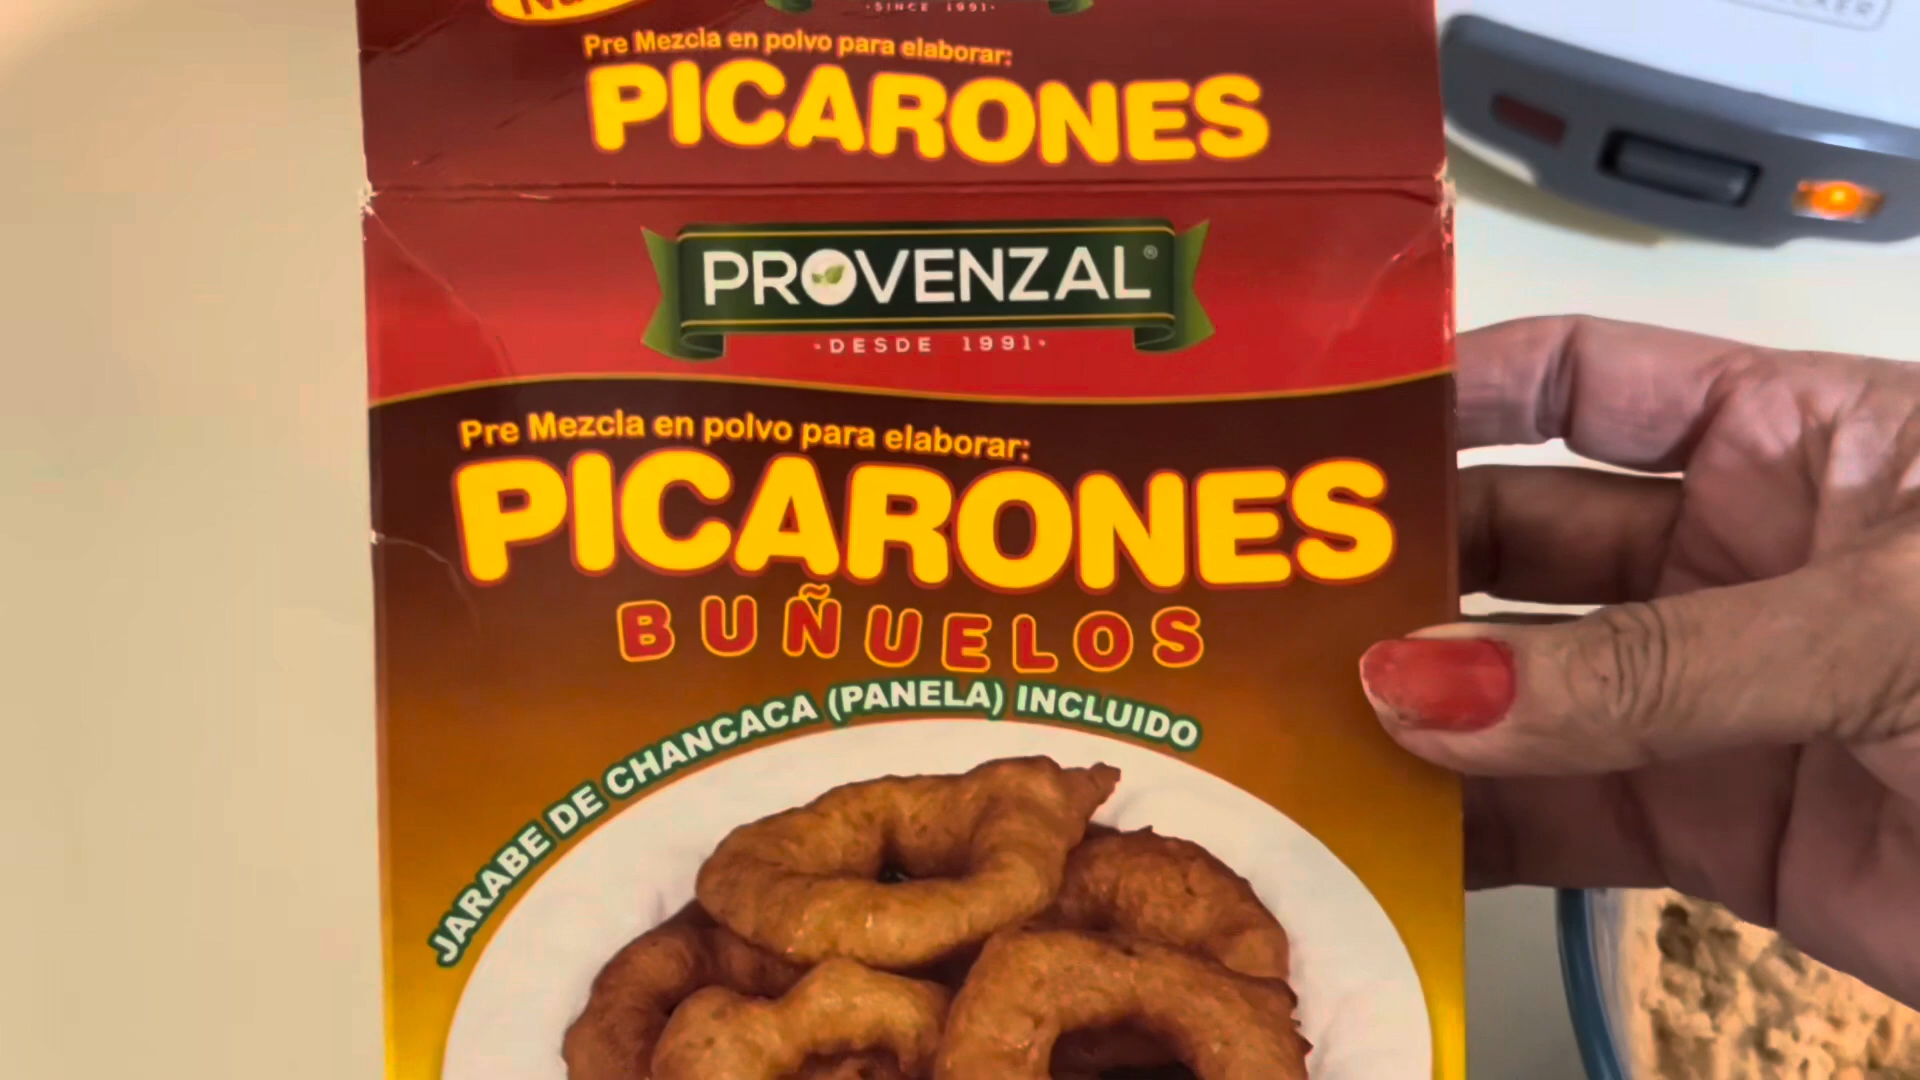 ·SINCE 1991·
Pre Mezcla en polvo para elaborar:
PICARONES
PROVENZAL®
·DESDE 1991·
Pre Mezcla en polvo para elaborar:
PICARONES
BUÑUELOS
JARABE DE CHANCACA (PANELA) INCLUIDO